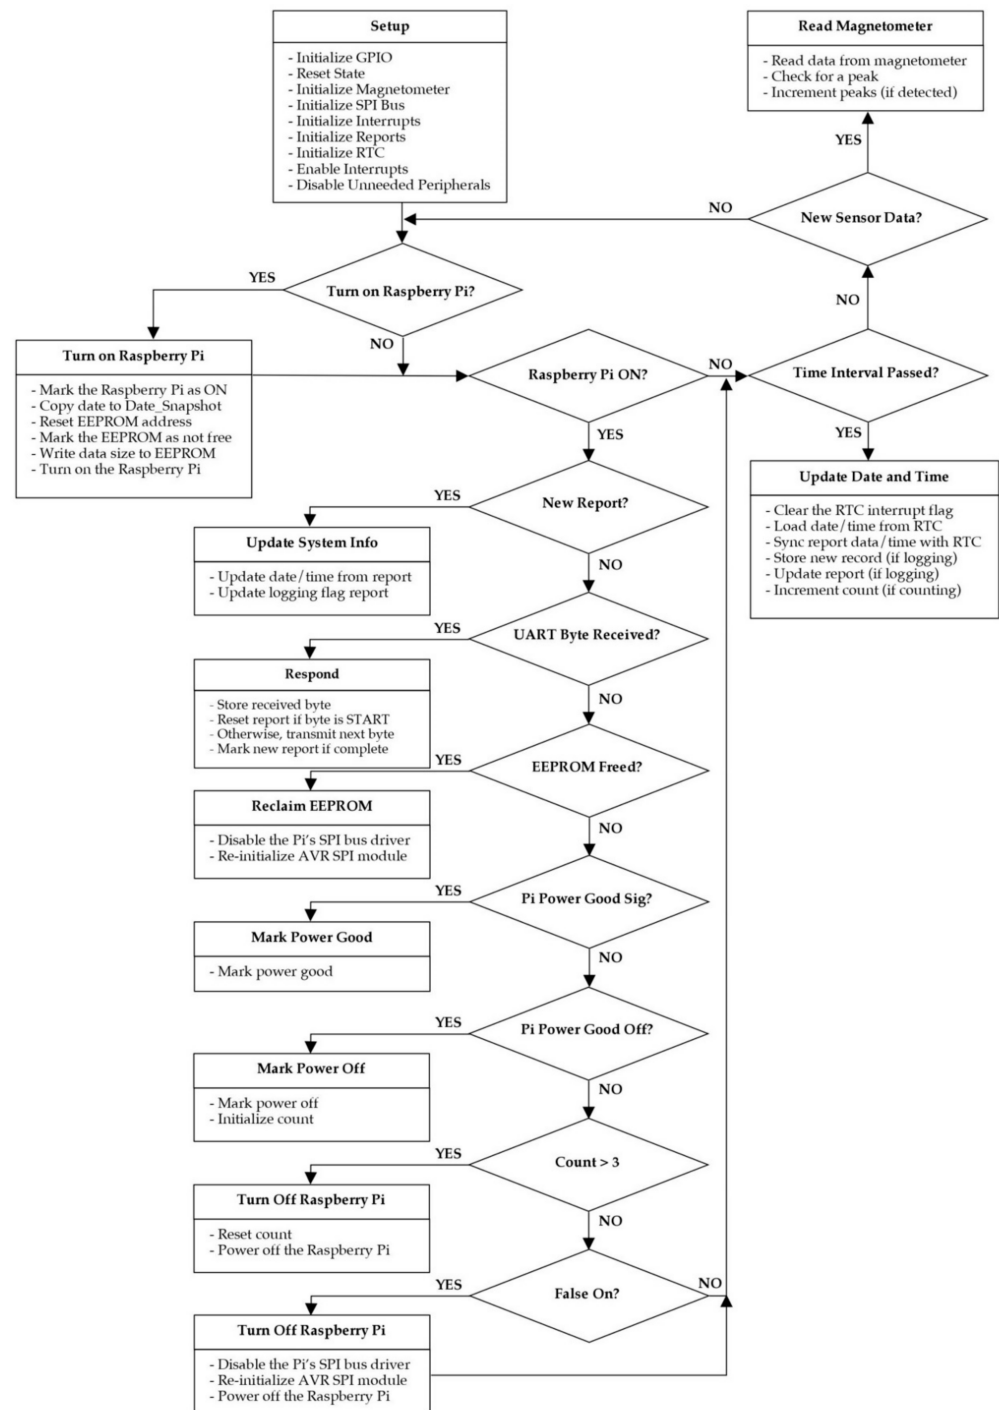 Setup
- Initialize GPIO
- Reset State
- Initialize Magnetometer
- Initialize SPI Bus
- Initialize Interrupts
- Initialize Reports
- Initialize RTC
- Enable Interrupts
- Disable Unneeded Peripherals
Read Magnetometer
- Read data from magnetometer
- Check for a peak
- Increment peaks (if detected)
YES
NO
New Sensor Data?
YES
Turn on Raspberry Pi?
NO
NO
Turn on Raspberry Pi
- Mark the Raspberry Pi as ON
- Copy date to Date_Snapshot
- Reset EEPROM address
- Mark the EEPROM as not free
- Write data size to EEPROM
- Turn on the Raspberry Pi
Raspberry Pi ON?
NO
Time Interval Passed?
YES
YES
Update Date and Time
- Clear the RTC interrupt flag
- Load date/time from RTC
- Sync report data/time with RTC
- Store new record (if logging)
- Update report (if logging)
- Increment count (if counting)
YES
New Report?
Update System Info
- Update date/time from report
- Update logging flag report
NO
YES
UART Byte Received?
Respond
- Store received byte
- Reset report if byte is START
- Otherwise, transmit next byte
- Mark new report if complete
NO
YES
EEPROM Freed?
Reclaim EEPROM
- Disable the Pi's SPI bus driver
- Re-initialize AVR SPI module
NO
YES
Pi Power Good Sig?
Mark Power Good
- Mark power good
NO
YES
Pi Power Good Off?
Mark Power Off
- Mark power off
- Initialize count
NO
YES
Count > 3
Turn Off Raspberry Pi
- Reset count
- Power off the Raspberry Pi
NO
YES
False On?
NO
Turn Off Raspberry Pi
- Disable the Pi's SPI bus driver
- Re-initialize AVR SPI module
- Power off the Raspberry Pi